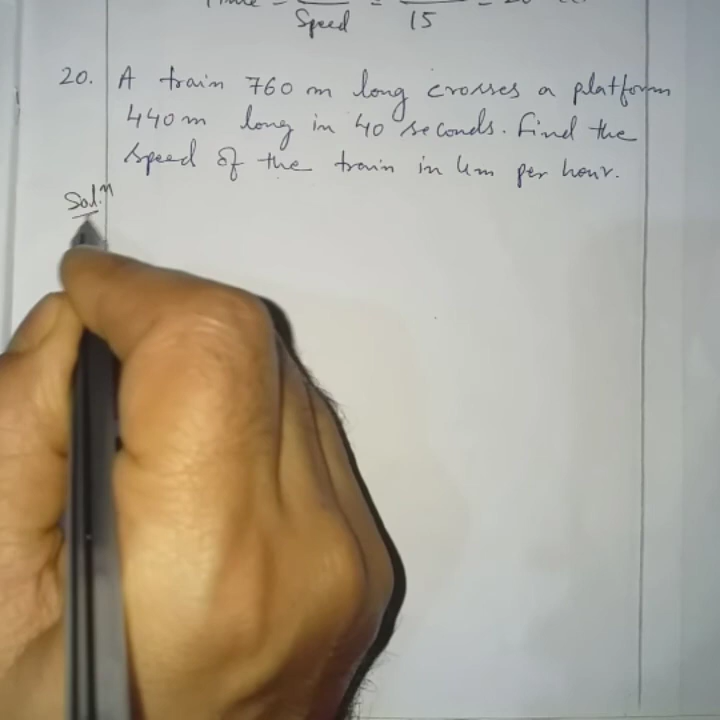 Speed = 15 =
20. A train 760 m long crosses a platform
440 m long in 40 seconds. Find the
speed of the train in km per hour.
Solⁿ